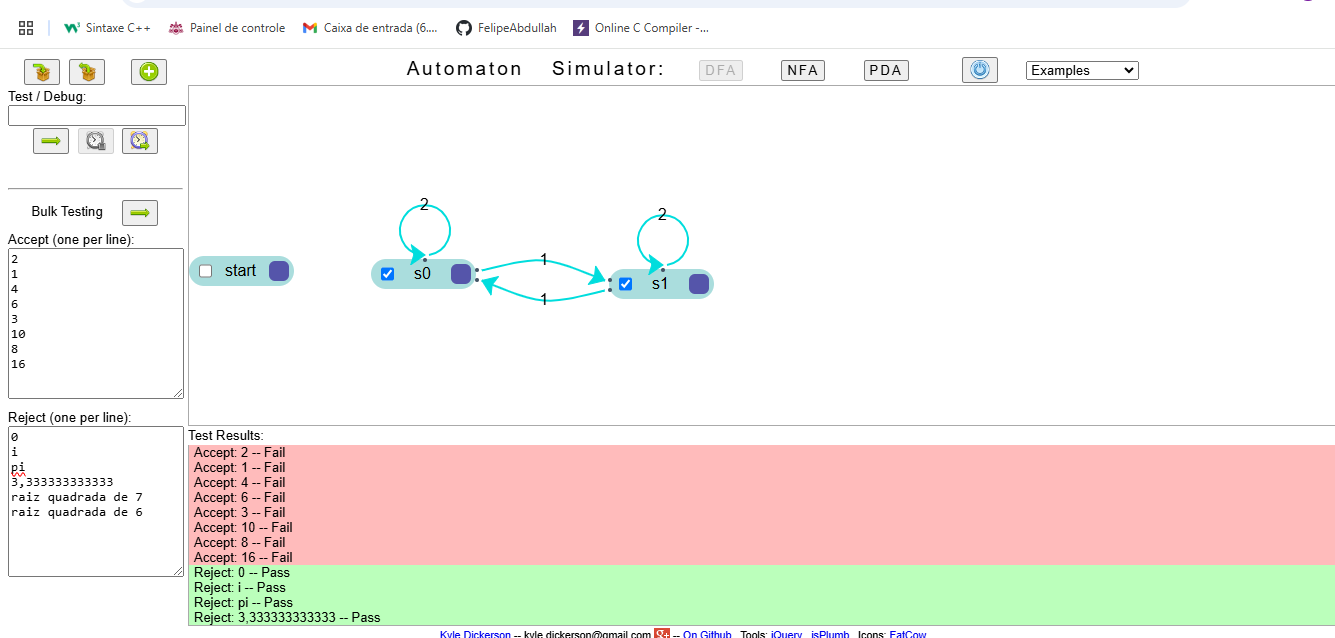 Sintaxe C++ Painel de controle Caixa de entrada (6.... FelipeAbdullah Online C Compiler -...
Automaton Simulator: DFA NFA PDA Examples
Test / Debug:
Bulk Testing
Accept (one per line):
2
1
4
6
3
10
8
16
Reject (one per line):
0
i
pi
3,333333333333
raiz quadrada de 7
raiz quadrada de 6
start
2
s0
1
1
2
s1
Test Results:
Accept: 2 -- Fail
Accept: 1 -- Fail
Accept: 4 -- Fail
Accept: 6 -- Fail
Accept: 3 -- Fail
Accept: 10 -- Fail
Accept: 8 -- Fail
Accept: 16 -- Fail
Reject: 0 -- Pass
Reject: i -- Pass
Reject: pi -- Pass
Reject: 3,333333333333 -- Pass
Kyle Dickerson -- kyle.dickerson@gmail.com g+ -- On Github Tools: jQuery jsPlumb Icons: FatCow